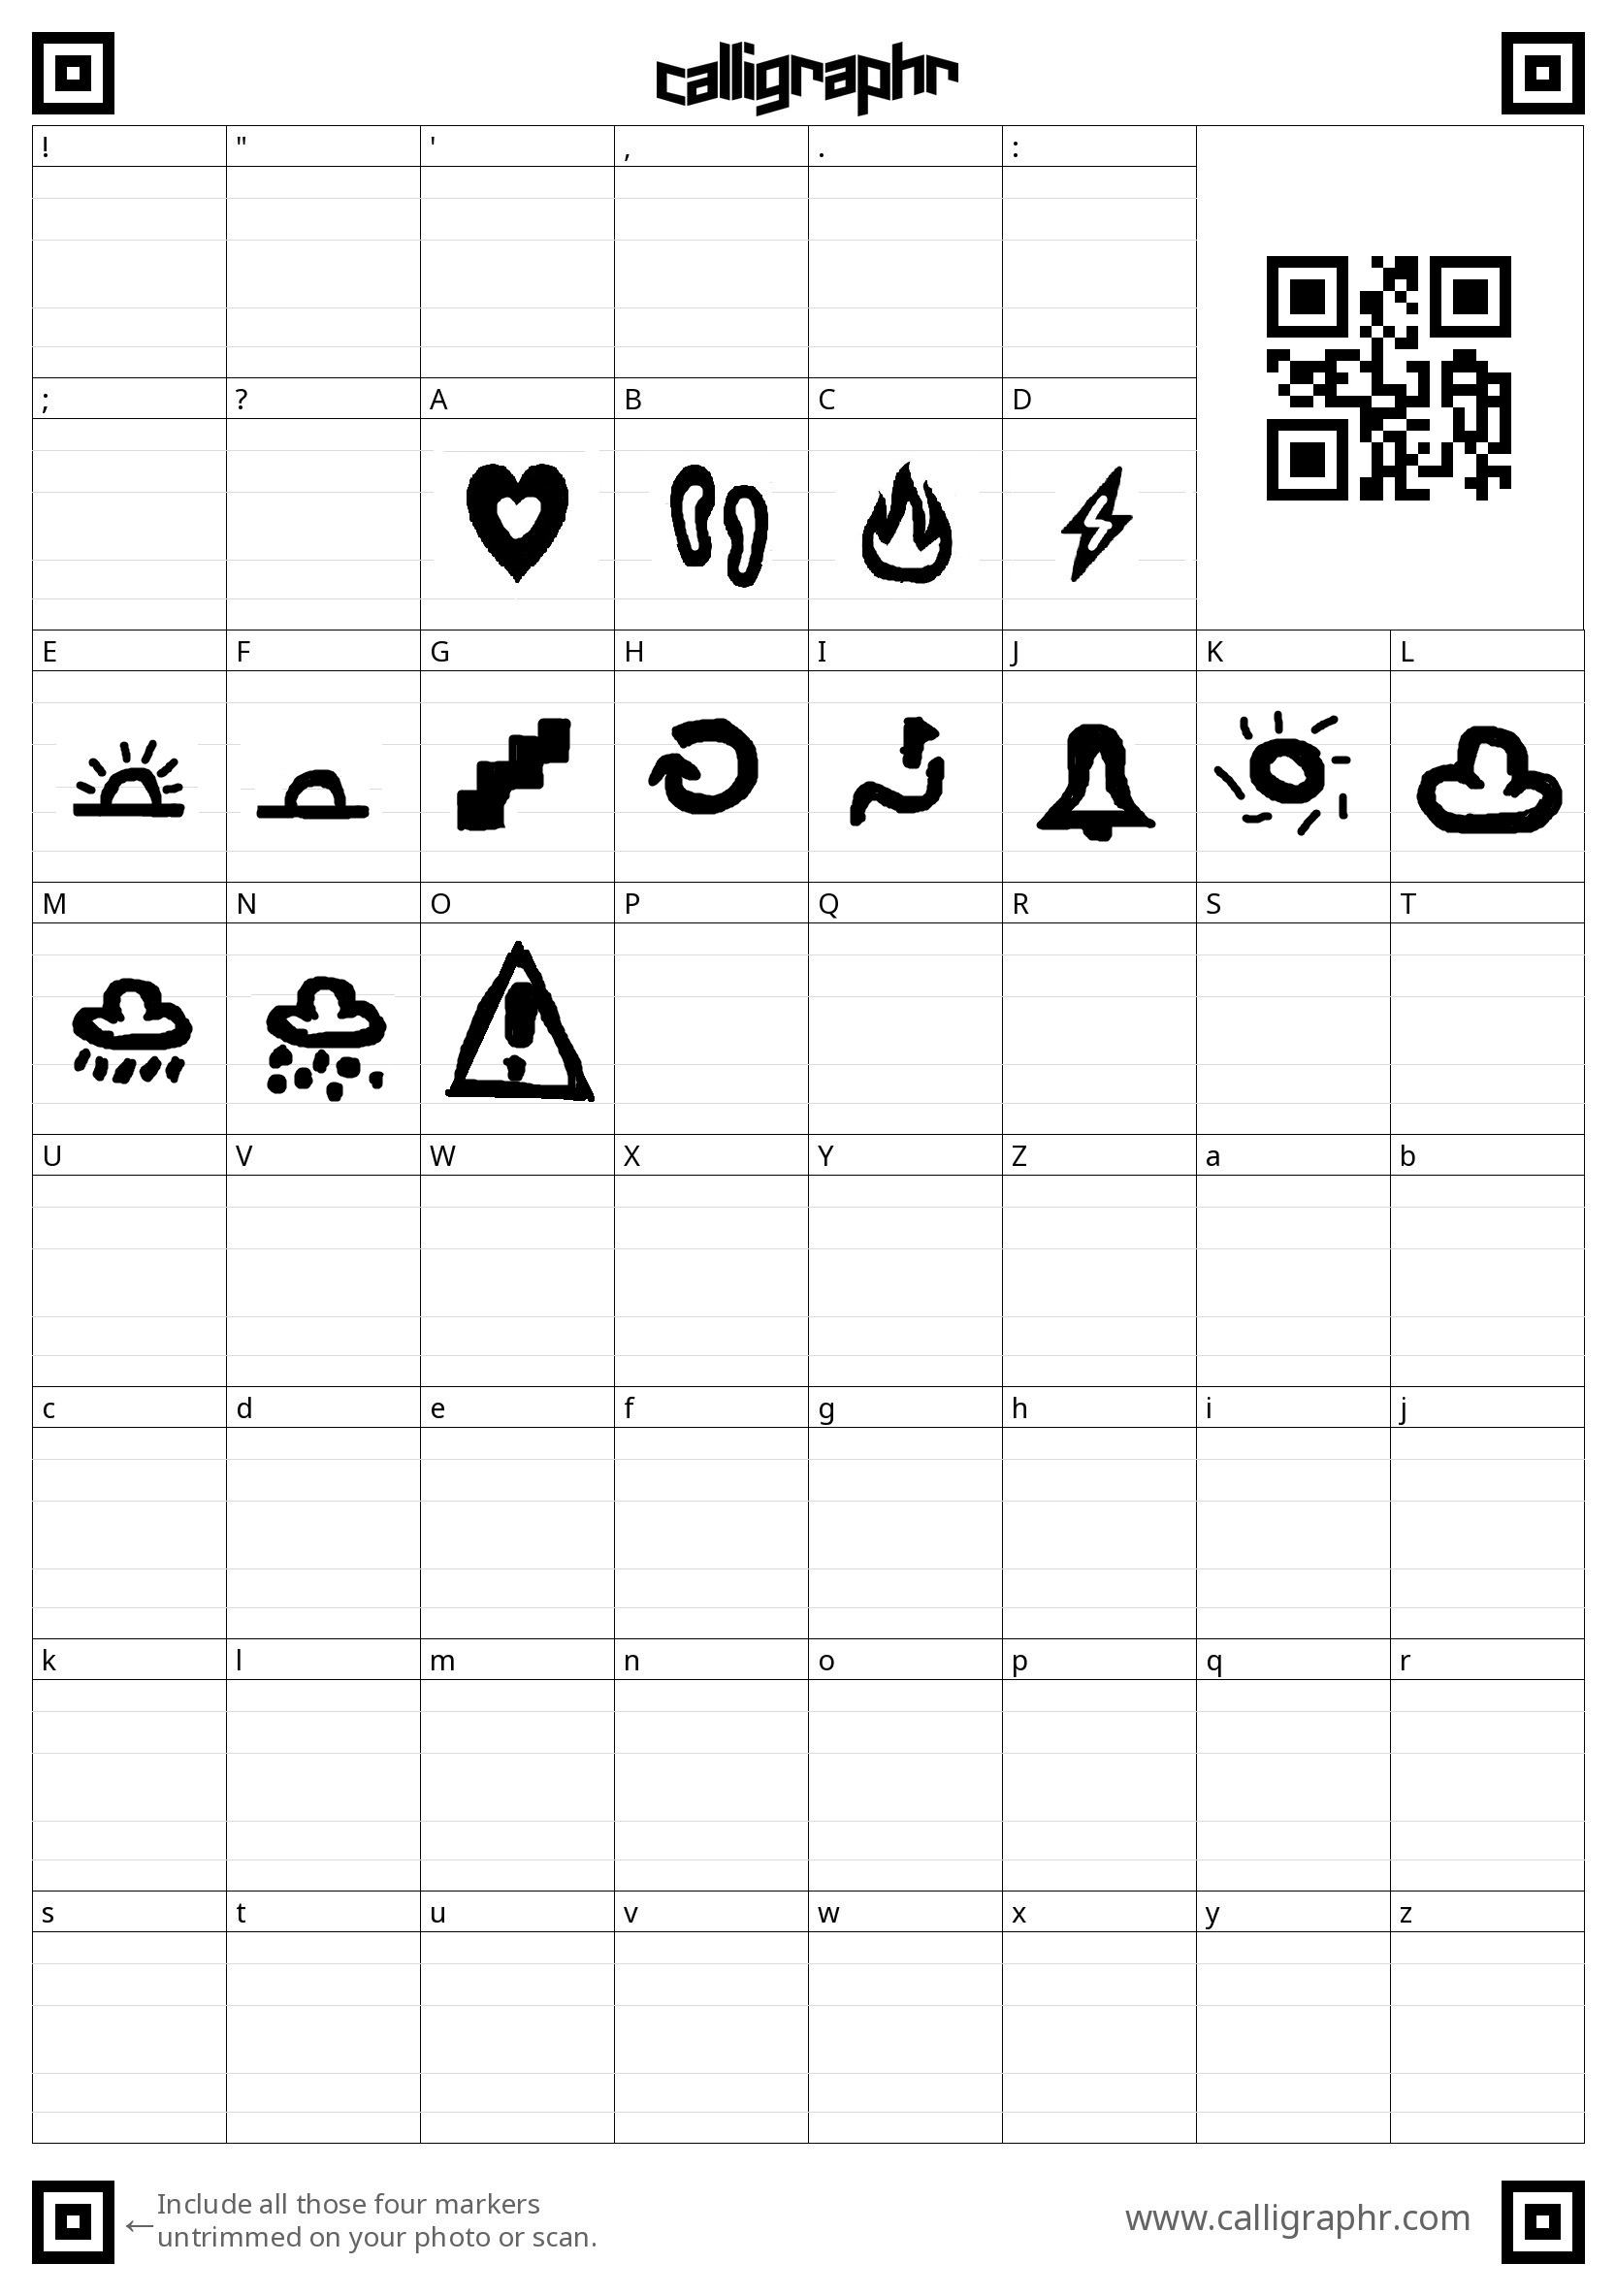 calligraphr
! " ' , . :
; ? A B C D
E F G H I J K L
M N O P Q R S T
U V W X Y Z a b
c d e f g h i j
k l m n o p q r
s t u v w x y z
←Include all those four markers
untrimmed on your photo or scan.
www.calligraphr.com